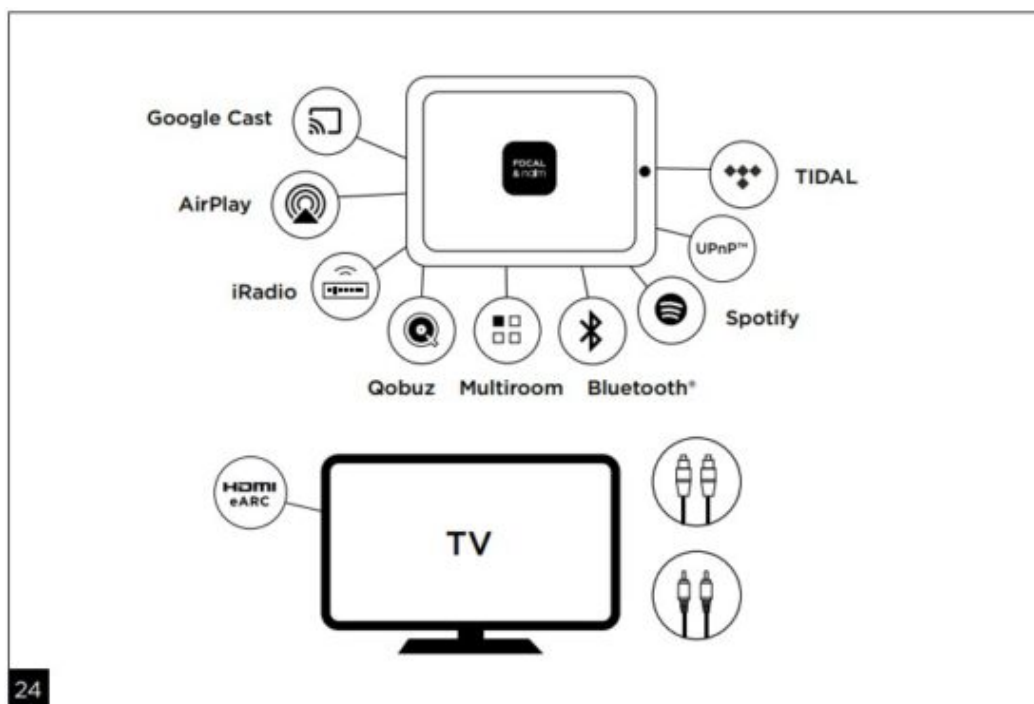 Google Cast
AirPlay
iRadio
Qobuz
Multiroom
Bluetooth®
Spotify
UPnP™
TIDAL
FOCAL
& naim
HDMI
eARC
TV
24